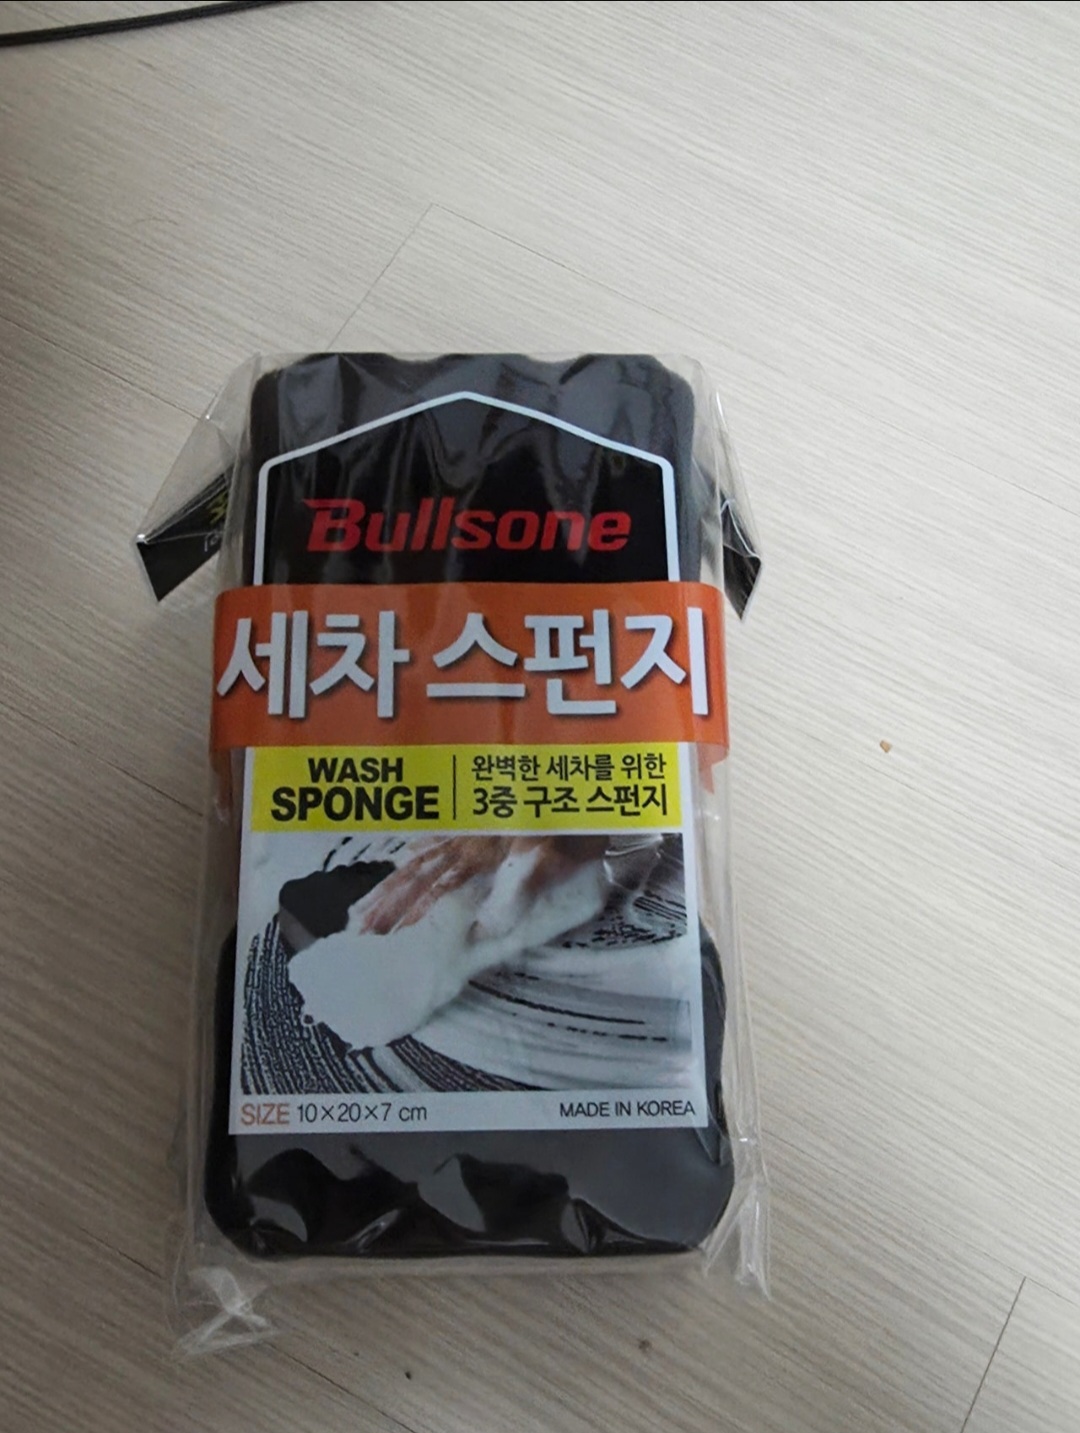 Bullsone
세차 스펀지
WASH
SPONGE
완벽한 세차를 위한
3중 구조 스펀지
SIZE 10×20×7 cm
MADE IN KOREA